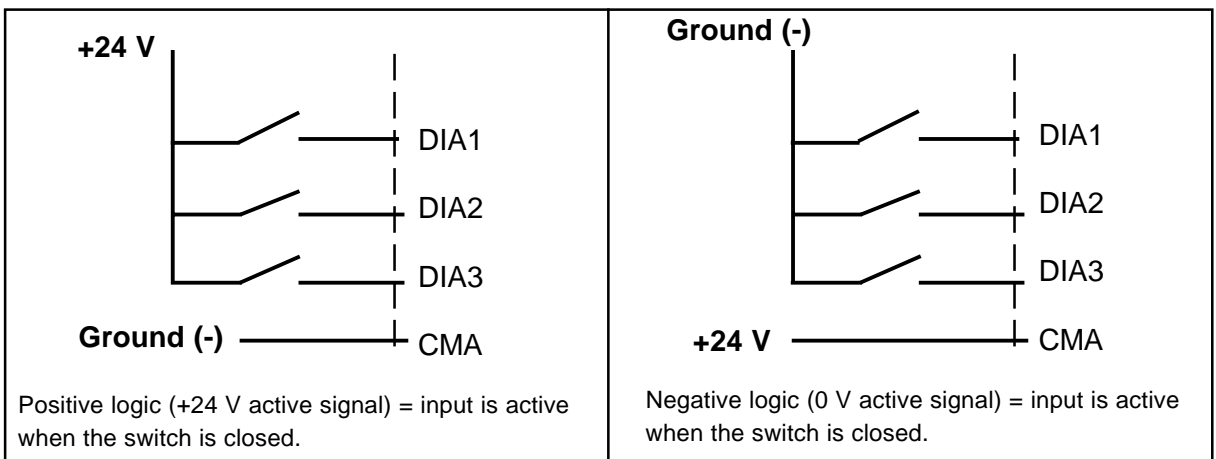 +24 V
DIA1
DIA2
DIA3
Ground (-)
CMA
Positive logic (+24 V active signal) = input is active
when the switch is closed.
Ground (-)
DIA1
DIA2
DIA3
+24 V
CMA
Negative logic (0 V active signal) = input is active
when the switch is closed.